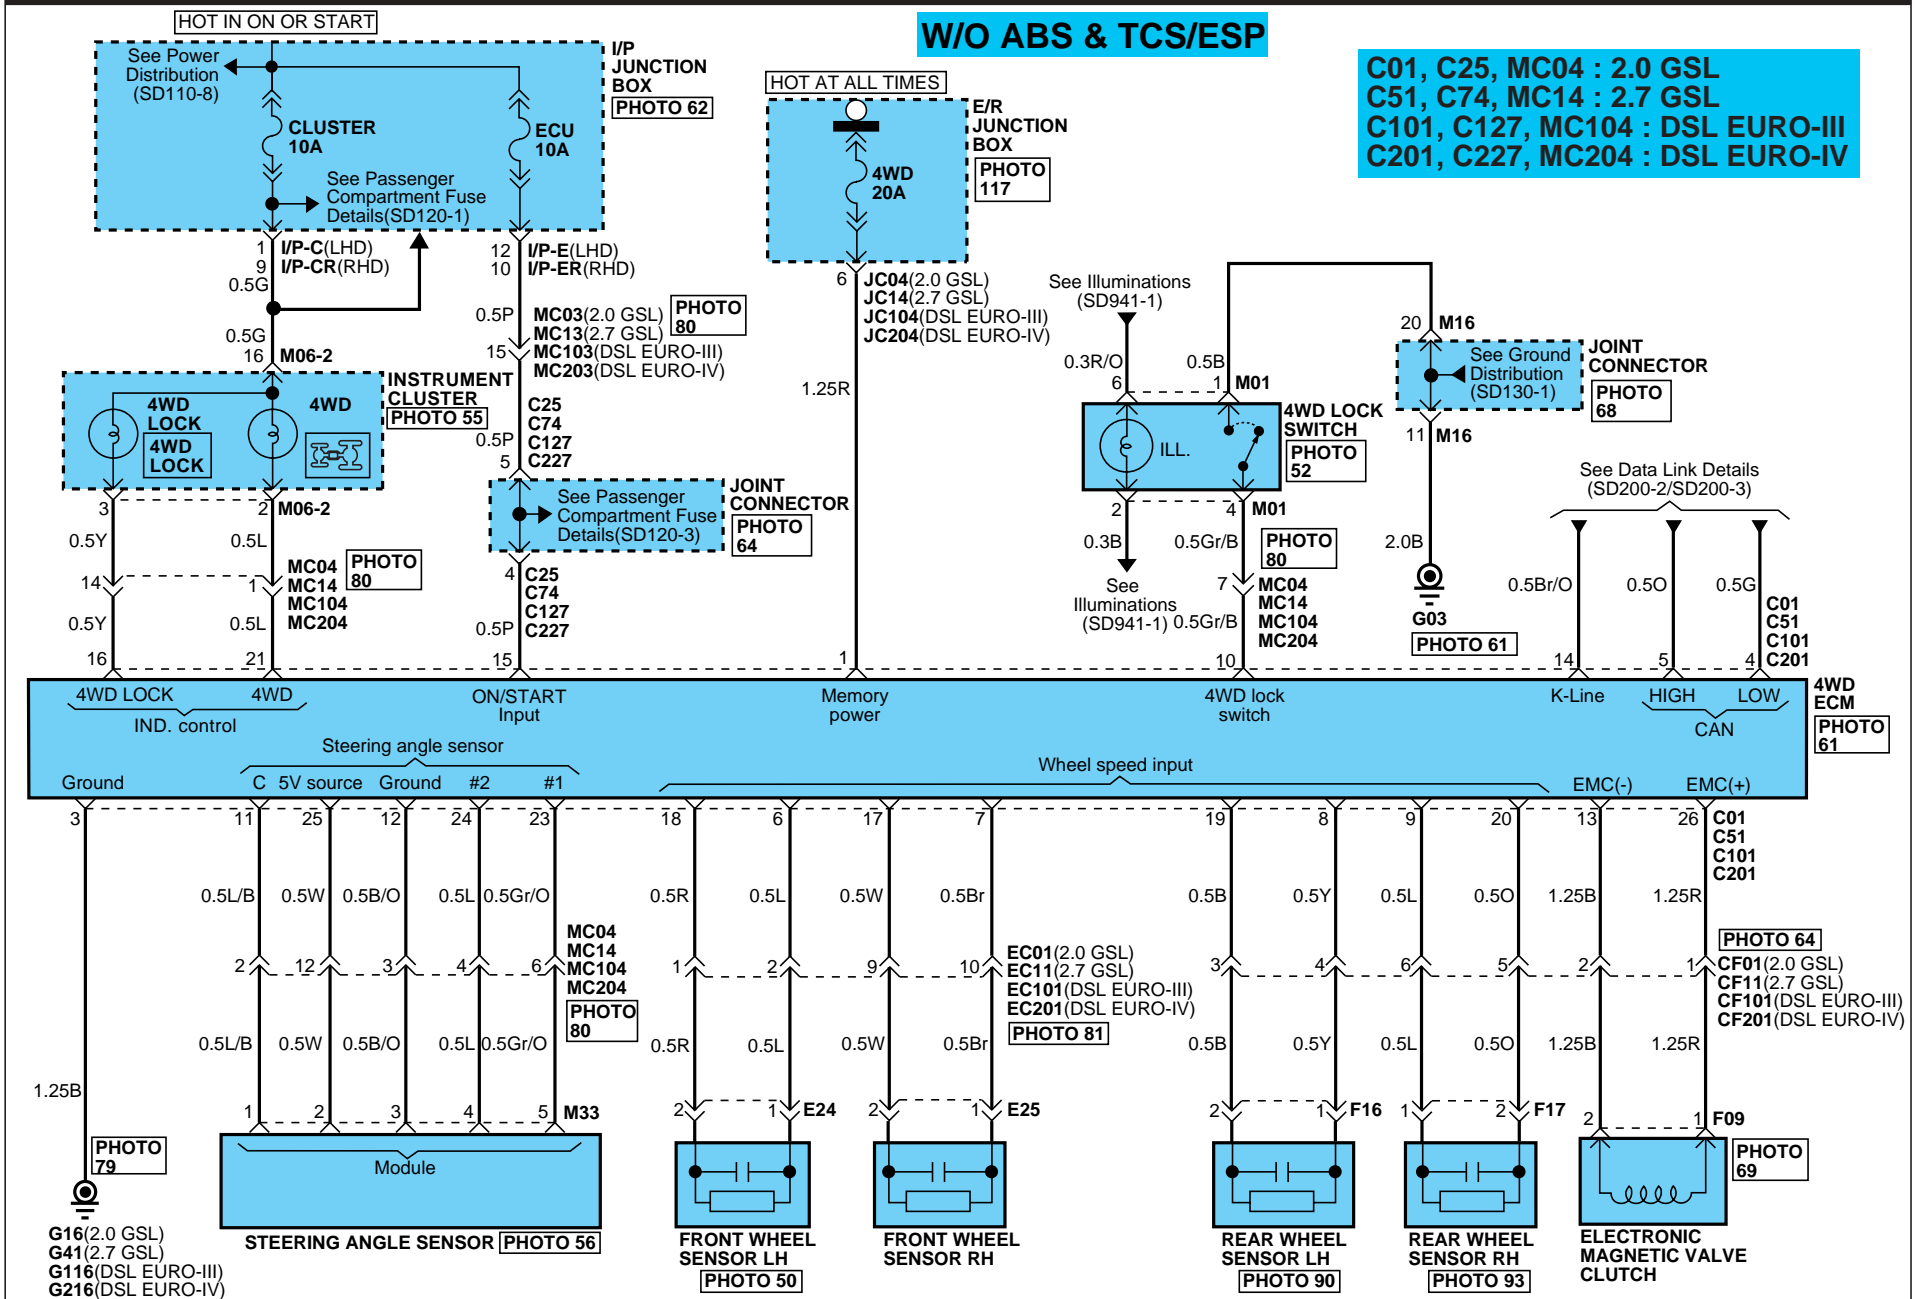 HOT IN ON OR START
W/O ABS & TCS/ESP
C01, C25, MC04 : 2.0 GSL
C51, C74, MC14 : 2.7 GSL
C101, C127, MC104 : DSL EURO-III
C201, C227, MC204 : DSL EURO-IV
See Power
Distribution
(SD110-8)
I/P
JUNCTION
BOX
PHOTO 62
CLUSTER
10A
ECU
10A
See Passenger
Compartment Fuse
Details(SD120-1)
HOT AT ALL TIMES
E/R
JUNCTION
BOX
PHOTO
117
4WD
20A
1 I/P-C(LHD)
9 I/P-CR(RHD)
0.5G
12 I/P-E(LHD)
10 I/P-ER(RHD)
0.5P
MC03(2.0 GSL)
MC13(2.7 GSL)
15 MC103(DSL EURO-III)
MC203(DSL EURO-IV)
PHOTO
80
6 JC04(2.0 GSL)
JC14(2.7 GSL)
JC104(DSL EURO-III)
JC204(DSL EURO-IV)
1.25R
See Illuminations
(SD941-1)
0.3R/O
0.5B
6
1 M01
20 M16
See Ground
Distribution
(SD130-1)
JOINT
CONNECTOR
PHOTO
68
11 M16
0.5G
16 M06-2
INSTRUMENT
CLUSTER
PHOTO 55
4WD
LOCK
4WD
LOCK
4WD
C25
C74
0.5P
C127
5 C227
4WD LOCK
SWITCH
PHOTO
52
ILL.
3
2 M06-2
See Passenger
Compartment Fuse
Details(SD120-3)
JOINT
CONNECTOR
PHOTO
64
2
4 M01
0.3B
0.5Gr/B
PHOTO
80
2.0B
See Data Link Details
(SD200-2/SD200-3)
0.5Y
0.5L
14
1
MC04
MC14
MC104
MC204
PHOTO
80
4 C25
C74
C127
C227
0.5P
See
Illuminations
(SD941-1)
7 MC04
MC14
MC104
MC204
0.5Gr/B
G03
PHOTO 61
0.5Br/O
0.5O
0.5G
C01
C51
C101
C201
0.5Y
0.5L
16
21
15
1
10
14
5
4
4WD LOCK
4WD
IND. control
ON/START
Input
Memory
power
4WD lock
switch
K-Line
HIGH
LOW
CAN
4WD
ECM
PHOTO
61
Steering angle sensor
Wheel speed input
Ground
C
5V source
Ground
#2
#1
EMC(-)
EMC(+)
3
11
25
12
24
23
18
6
17
7
19
8
9
20
13
26
C01
C51
C101
C201
0.5L/B
0.5W
0.5B/O
0.5L
0.5Gr/O
0.5R
0.5L
0.5W
0.5Br
0.5B
0.5Y
0.5L
0.5O
1.25B
1.25R
2
12
3
4
6
MC04
MC14
MC104
MC204
PHOTO
80
1
2
9
10
EC01(2.0 GSL)
EC11(2.7 GSL)
EC101(DSL EURO-III)
EC201(DSL EURO-IV)
PHOTO 81
3
4
6
5
2
1
PHOTO 64
CF01(2.0 GSL)
CF11(2.7 GSL)
CF101(DSL EURO-III)
CF201(DSL EURO-IV)
0.5L/B
0.5W
0.5B/O
0.5L
0.5Gr/O
0.5R
0.5L
0.5W
0.5Br
0.5B
0.5Y
0.5L
0.5O
1.25B
1.25R
1.25B
1
2
3
4
5 M33
2
1 E24
2
1 E25
2
1 F16
1
2 F17
2
1 F09
PHOTO
79
Module
PHOTO
69
G16(2.0 GSL)
G41(2.7 GSL)
G116(DSL EURO-III)
G216(DSL EURO-IV)
STEERING ANGLE SENSOR PHOTO 56
FRONT WHEEL
SENSOR LH
PHOTO 50
FRONT WHEEL
SENSOR RH
REAR WHEEL
SENSOR LH
PHOTO 90
REAR WHEEL
SENSOR RH
PHOTO 93
ELECTRONIC
MAGNETIC VALVE
CLUTCH